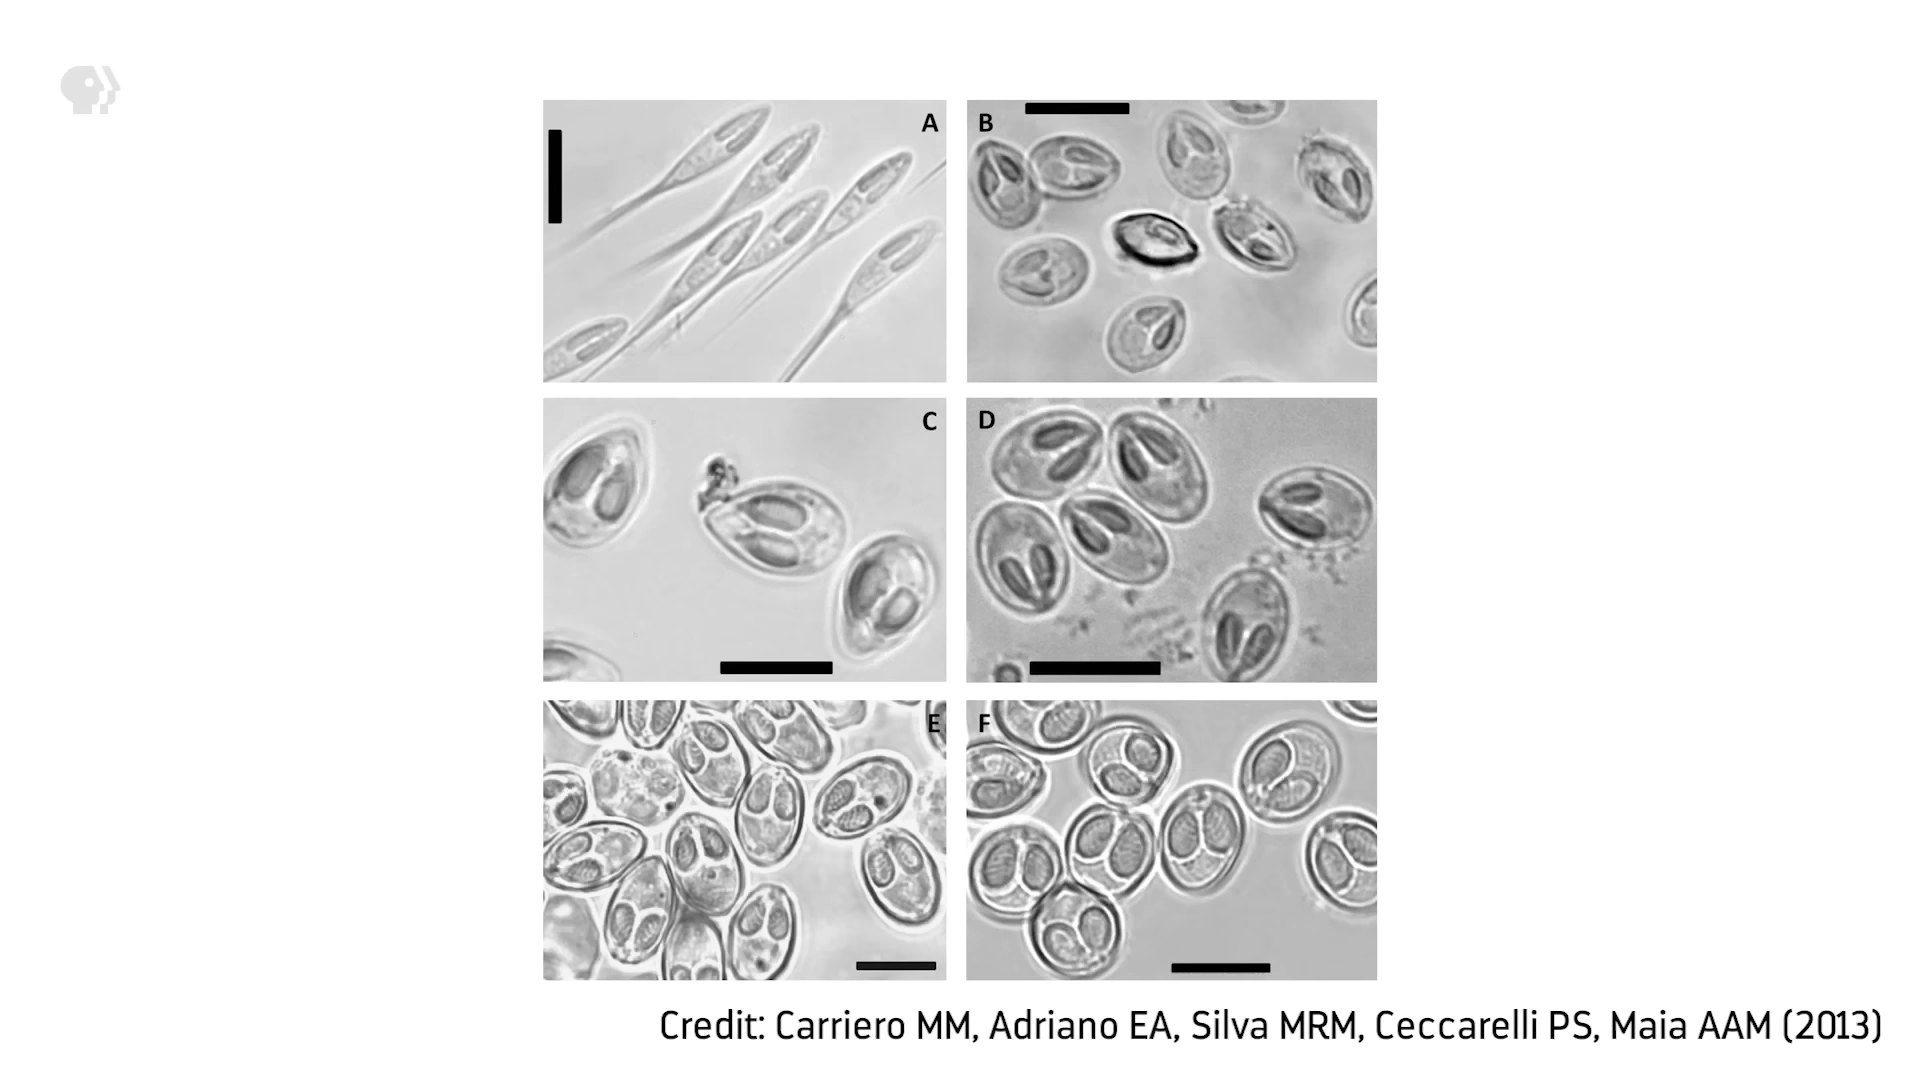 A
B
C
D
E
F
Credit: Carriero MM, Adriano EA, Silva MRM, Ceccarelli PS, Maia AAM (2013)